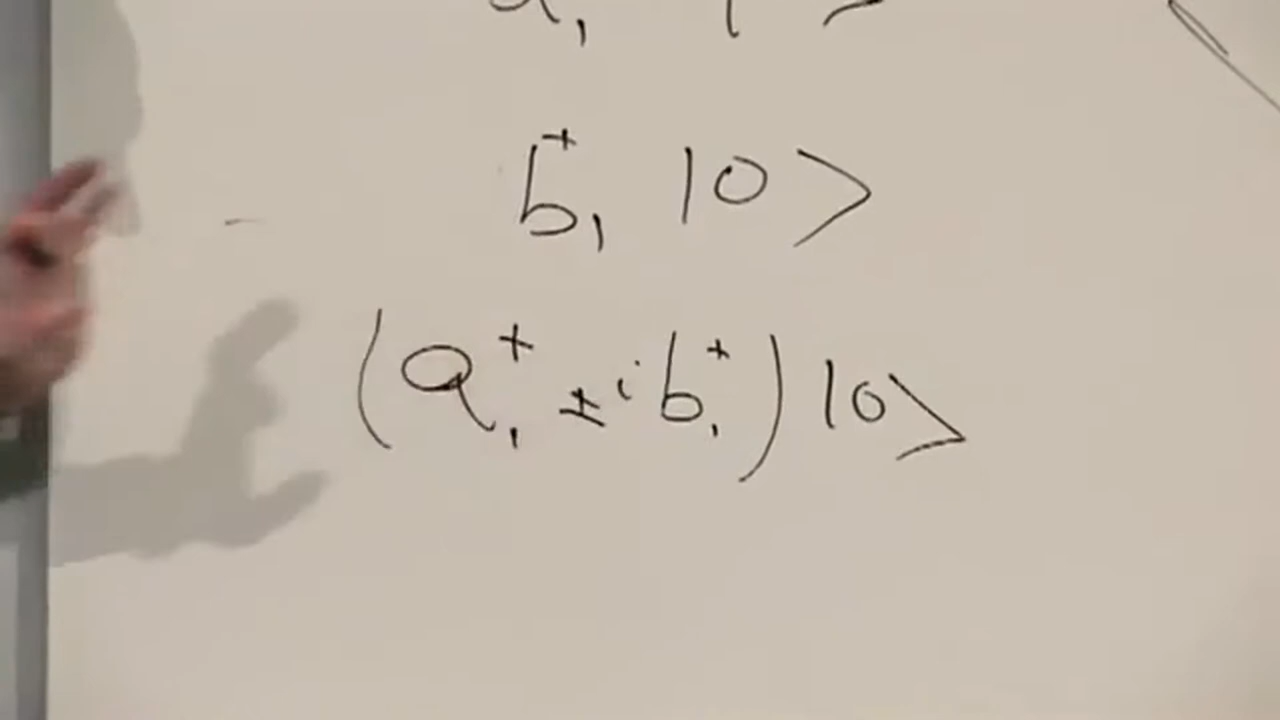 b₁⁺ |0>
(a₁⁺ ± i b₁⁺) |0>